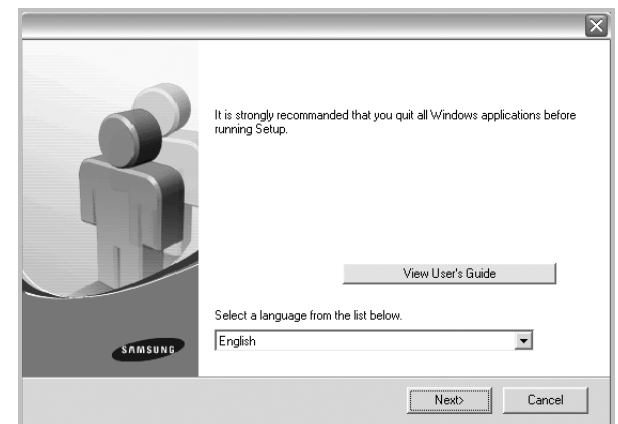 It is strongly recommanded that you quit all Windows applications before
running Setup.
View User's Guide
Select a language from the list below.
English
SAMSUNG
Next>
Cancel